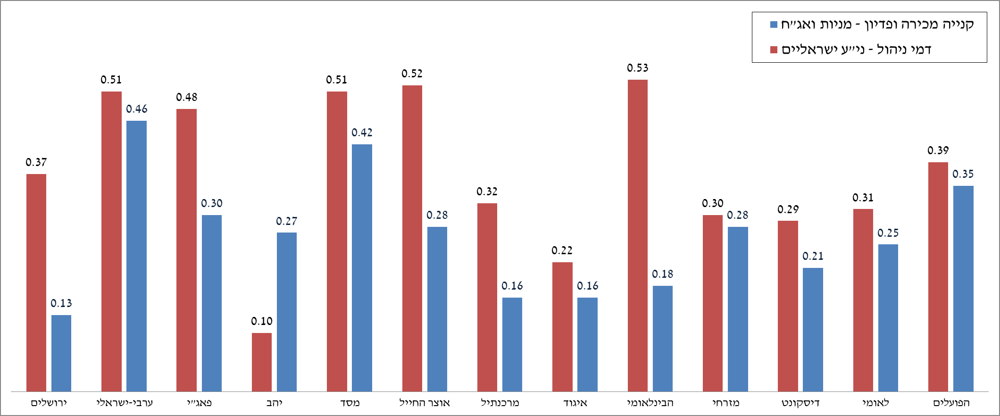 קנייה מכירה ופדיון - מניות ואג"ח
דמי ניהול - ני"ע ישראליים
0.39
0.35
0.31
0.25
0.29
0.21
0.30
0.28
0.53
0.18
0.22
0.16
0.32
0.16
0.52
0.28
0.51
0.42
0.10
0.27
0.48
0.30
0.51
0.46
0.37
0.13
הפועלים
לאומי
דיסקונט
מזרחי
הבינלאומי
איגוד
מרכנתיל
אוצר החייל
מסד
יהב
פאג"י
ערבי-ישראלי
ירושלים